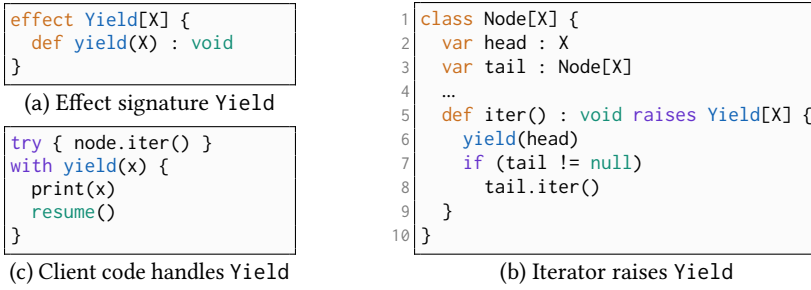 effect Yield[X] {
  def yield(X) : void
}
(a) Effect signature Yield
try { node.iter() }
with yield(x) {
  print(x)
  resume()
}
(c) Client code handles Yield
1 class Node[X] {
2   var head : X
3   var tail : Node[X]
4   …
5   def iter() : void raises Yield[X] {
6     yield(head)
7     if (tail != null)
8       tail.iter()
9   }
10 }
(b) Iterator raises Yield